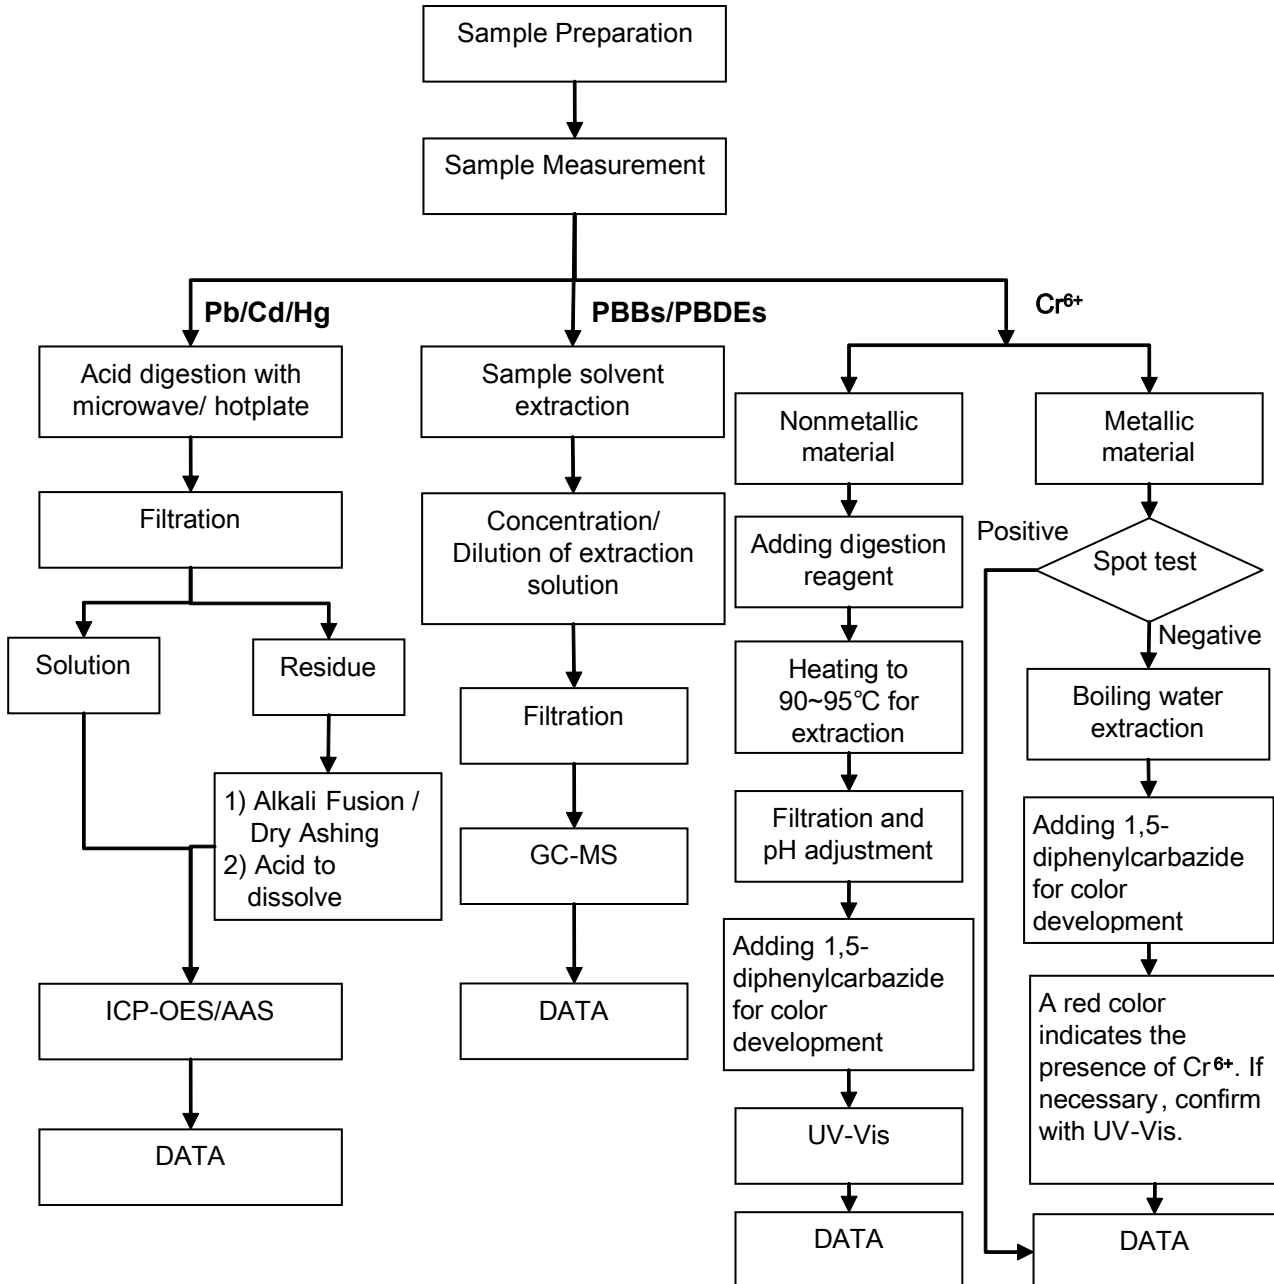 Sample Preparation
Sample Measurement
Pb/Cd/Hg
PBBs/PBDEs
Cr⁶⁺
Acid digestion with
microwave/ hotplate
Filtration
Solution
Residue
1) Alkali Fusion /
Dry Ashing
2) Acid to
dissolve
ICP-OES/AAS
DATA
Sample solvent
extraction
Concentration/
Dilution of extraction
solution
Filtration
GC-MS
DATA
Nonmetallic
material
Adding digestion
reagent
Heating to
90~95℃ for
extraction
Filtration and
pH adjustment
Adding 1,5-
diphenylcarbazide
for color
development
UV-Vis
DATA
Metallic
material
Spot test
Positive
Negative
Boiling water
extraction
Adding 1,5-
diphenylcarbazide
for color
development
A red color
indicates the
presence of Cr⁶⁺. If
necessary, confirm
with UV-Vis.
DATA